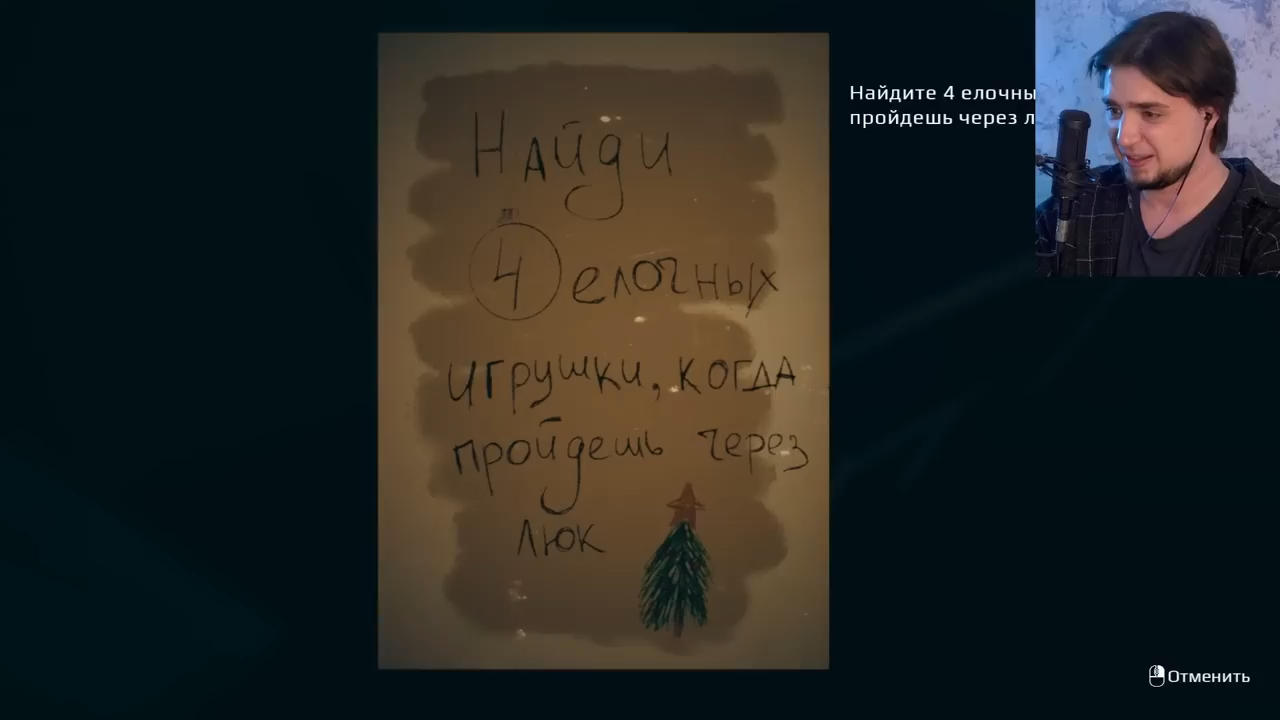 Найди
4 елочных
игрушки, когда
пройдешь через
люк
Найдите 4 елочны
пройдешь через л
Отменить